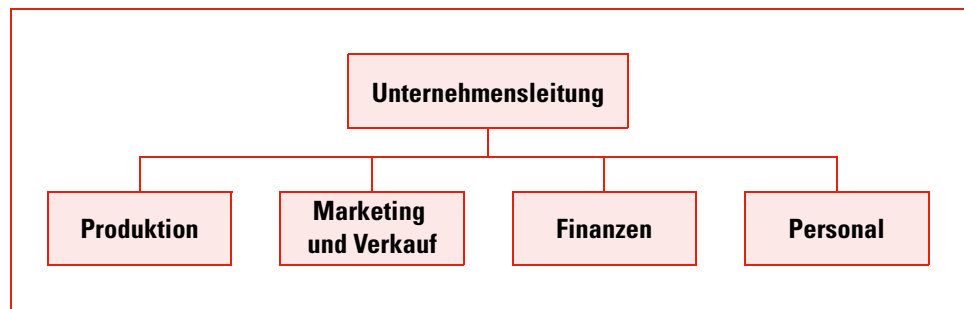 Unternehmensleitung
Produktion
Marketing
und Verkauf
Finanzen
Personal